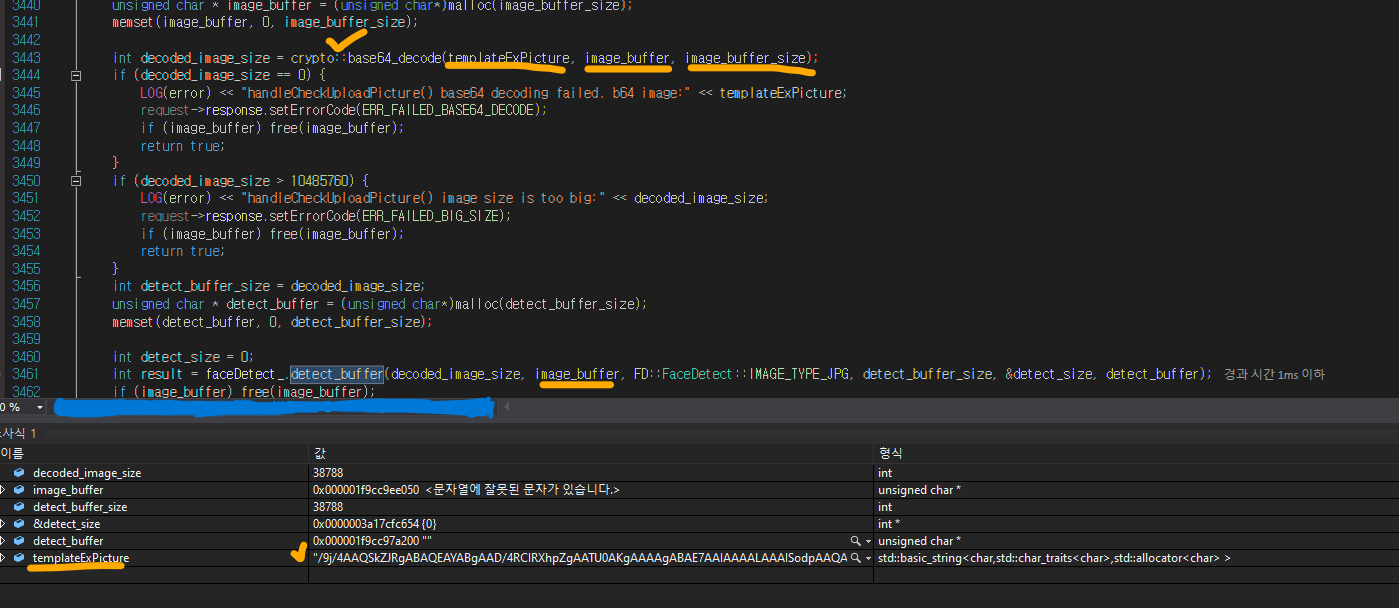 3440 unsigned char * image_buffer = (unsigned char*)malloc(image_buffer_size);
3441 memset(image_buffer, 0, image_buffer_size);
3442
3443 int decoded_image_size = crypto::base64_decode(templateExPicture, image_buffer, image_buffer_size);
3444 if (decoded_image_size == 0) {
3445 LOG(error) << "handleCheckUploadPicture() base64 decoding failed. b64 image:" << templateExPicture;
3446 request->response.setErrorCode(ERR_FAILED_BASE64_DECODE);
3447 if (image_buffer) free(image_buffer);
3448 return true;
3449 }
3450 if (decoded_image_size > 10485760) {
3451 LOG(error) << "handleCheckUploadPicture() image size is too big:" << decoded_image_size;
3452 request->response.setErrorCode(ERR_FAILED_BIG_SIZE);
3453 if (image_buffer) free(image_buffer);
3454 return true;
3455 }
3456 int detect_buffer_size = decoded_image_size;
3457 unsigned char * detect_buffer = (unsigned char*)malloc(detect_buffer_size);
3458 memset(detect_buffer, 0, detect_buffer_size);
3459
3460 int detect_size = 0;
3461 int result = faceDetect_.detect_buffer(decoded_image_size, image_buffer, FD::FaceDetect::IMAGE_TYPE_JPG, detect_buffer_size, &detect_size, detect_buffer); 경과 시간 1ms 이하
3462 if (image_buffer) free(image_buffer);
0 %
조사식 1
이름 값 형식
decoded_image_size 38788 int
image_buffer 0x000001f9cc9ee050 <문자열에 잘못된 문자가 있습니다.> unsigned char *
detect_buffer_size 38788 int
&detect_size 0x0000003a17cfc654 {0} int *
detect_buffer 0x000001f9cc97a200 "" unsigned char *
templateExPicture "/9j/4AAQSkZJRgABAQEAYABgAAD/4RCIRXhpZgAATU0AKgAAAAgABAE7AAIAAAALAAAISodpAAQA std::basic_string<char,std::char_traits<char>,std::allocator<char> >